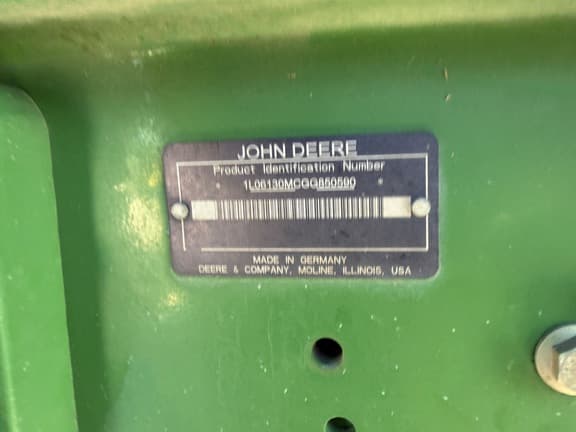 JOHN DEERE
Product Identification Number
* 1L06130MCGG850590 *
MADE IN GERMANY
DEERE & COMPANY, MOLINE, ILLINOIS, USA